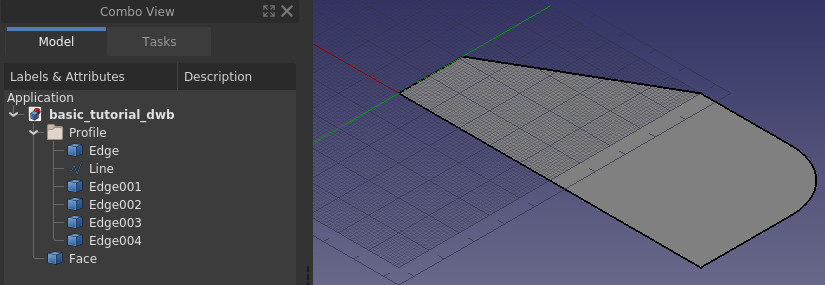 Combo View
Model Tasks
Labels & Attributes Description
Application
basic_tutorial_dwb
Profile
Edge
Line
Edge001
Edge002
Edge003
Edge004
Face